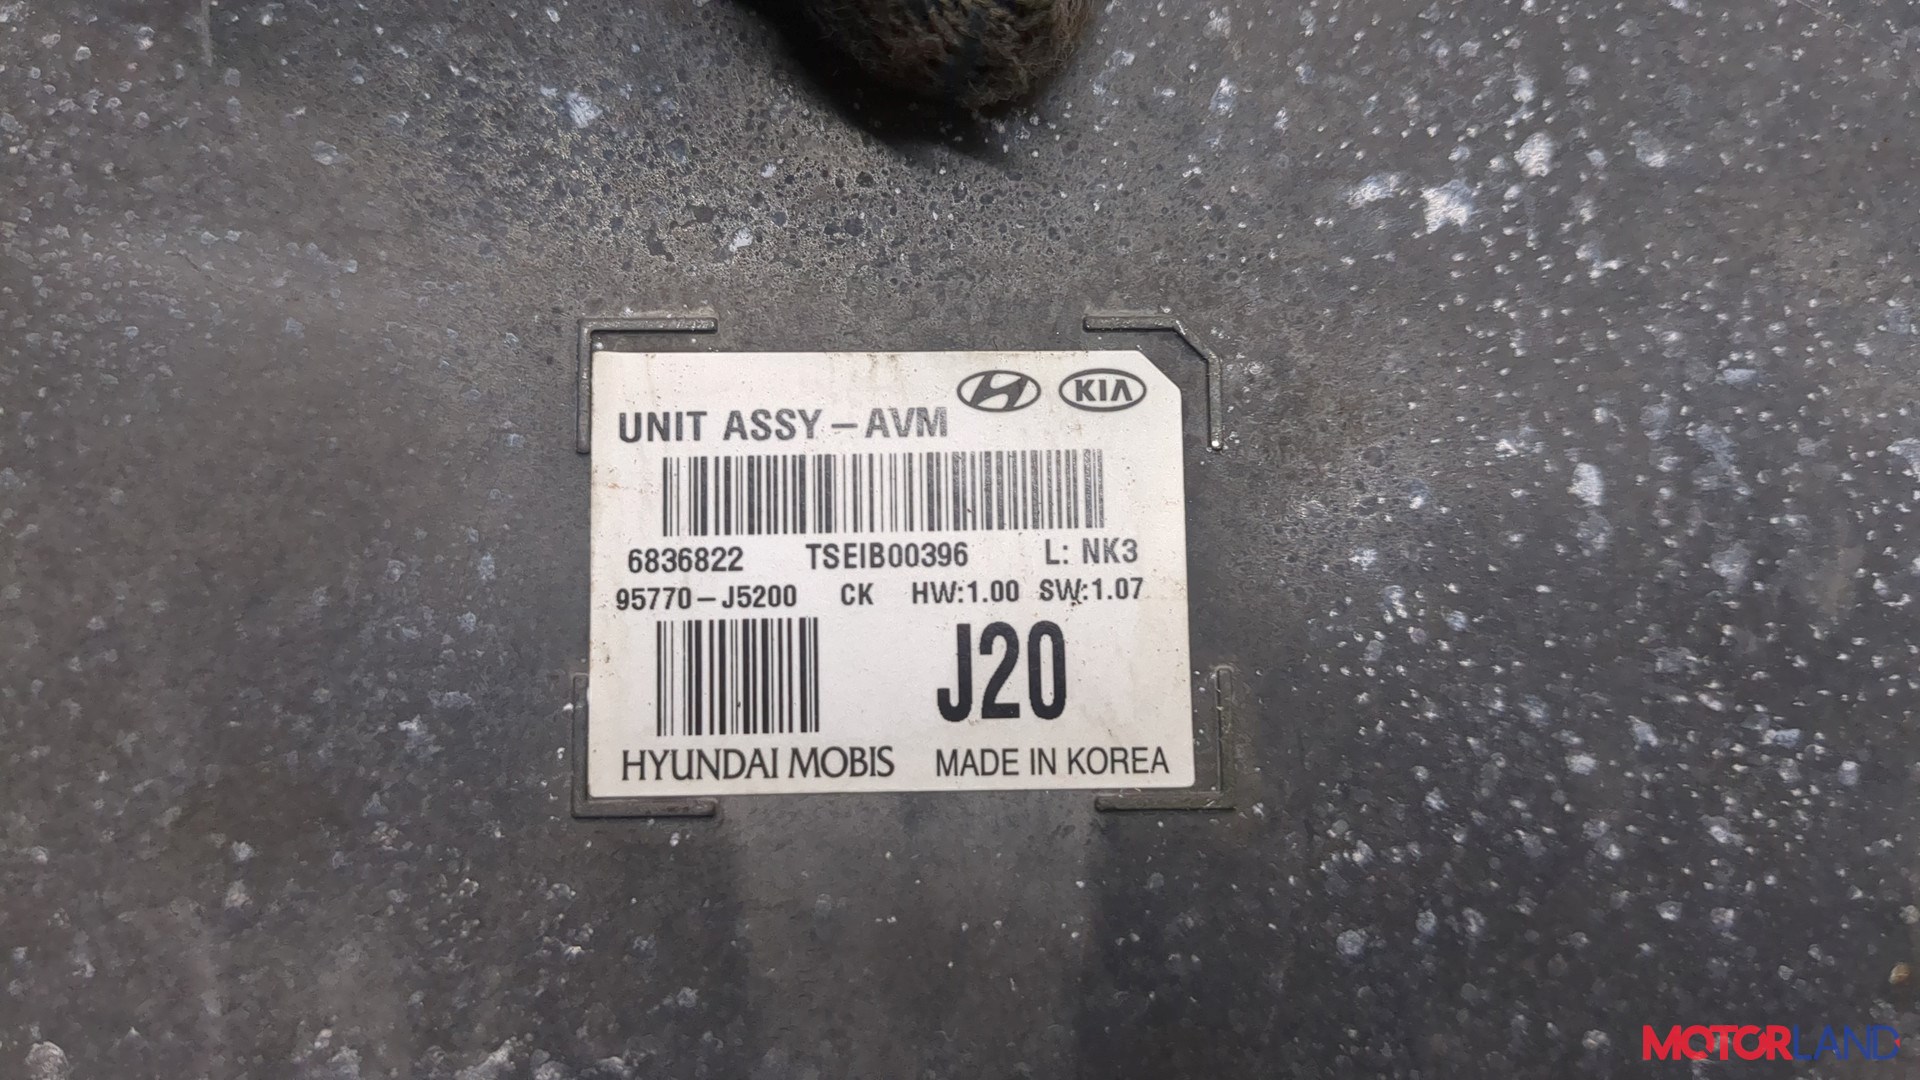 KIA
UNIT ASSY-AVM
6836822 TSEIB00396 L: NK3
95770-J5200 CK HW:1.00 SW:1.07
J20
HYUNDAI MOBIS MADE IN KOREA
MOTORLAND